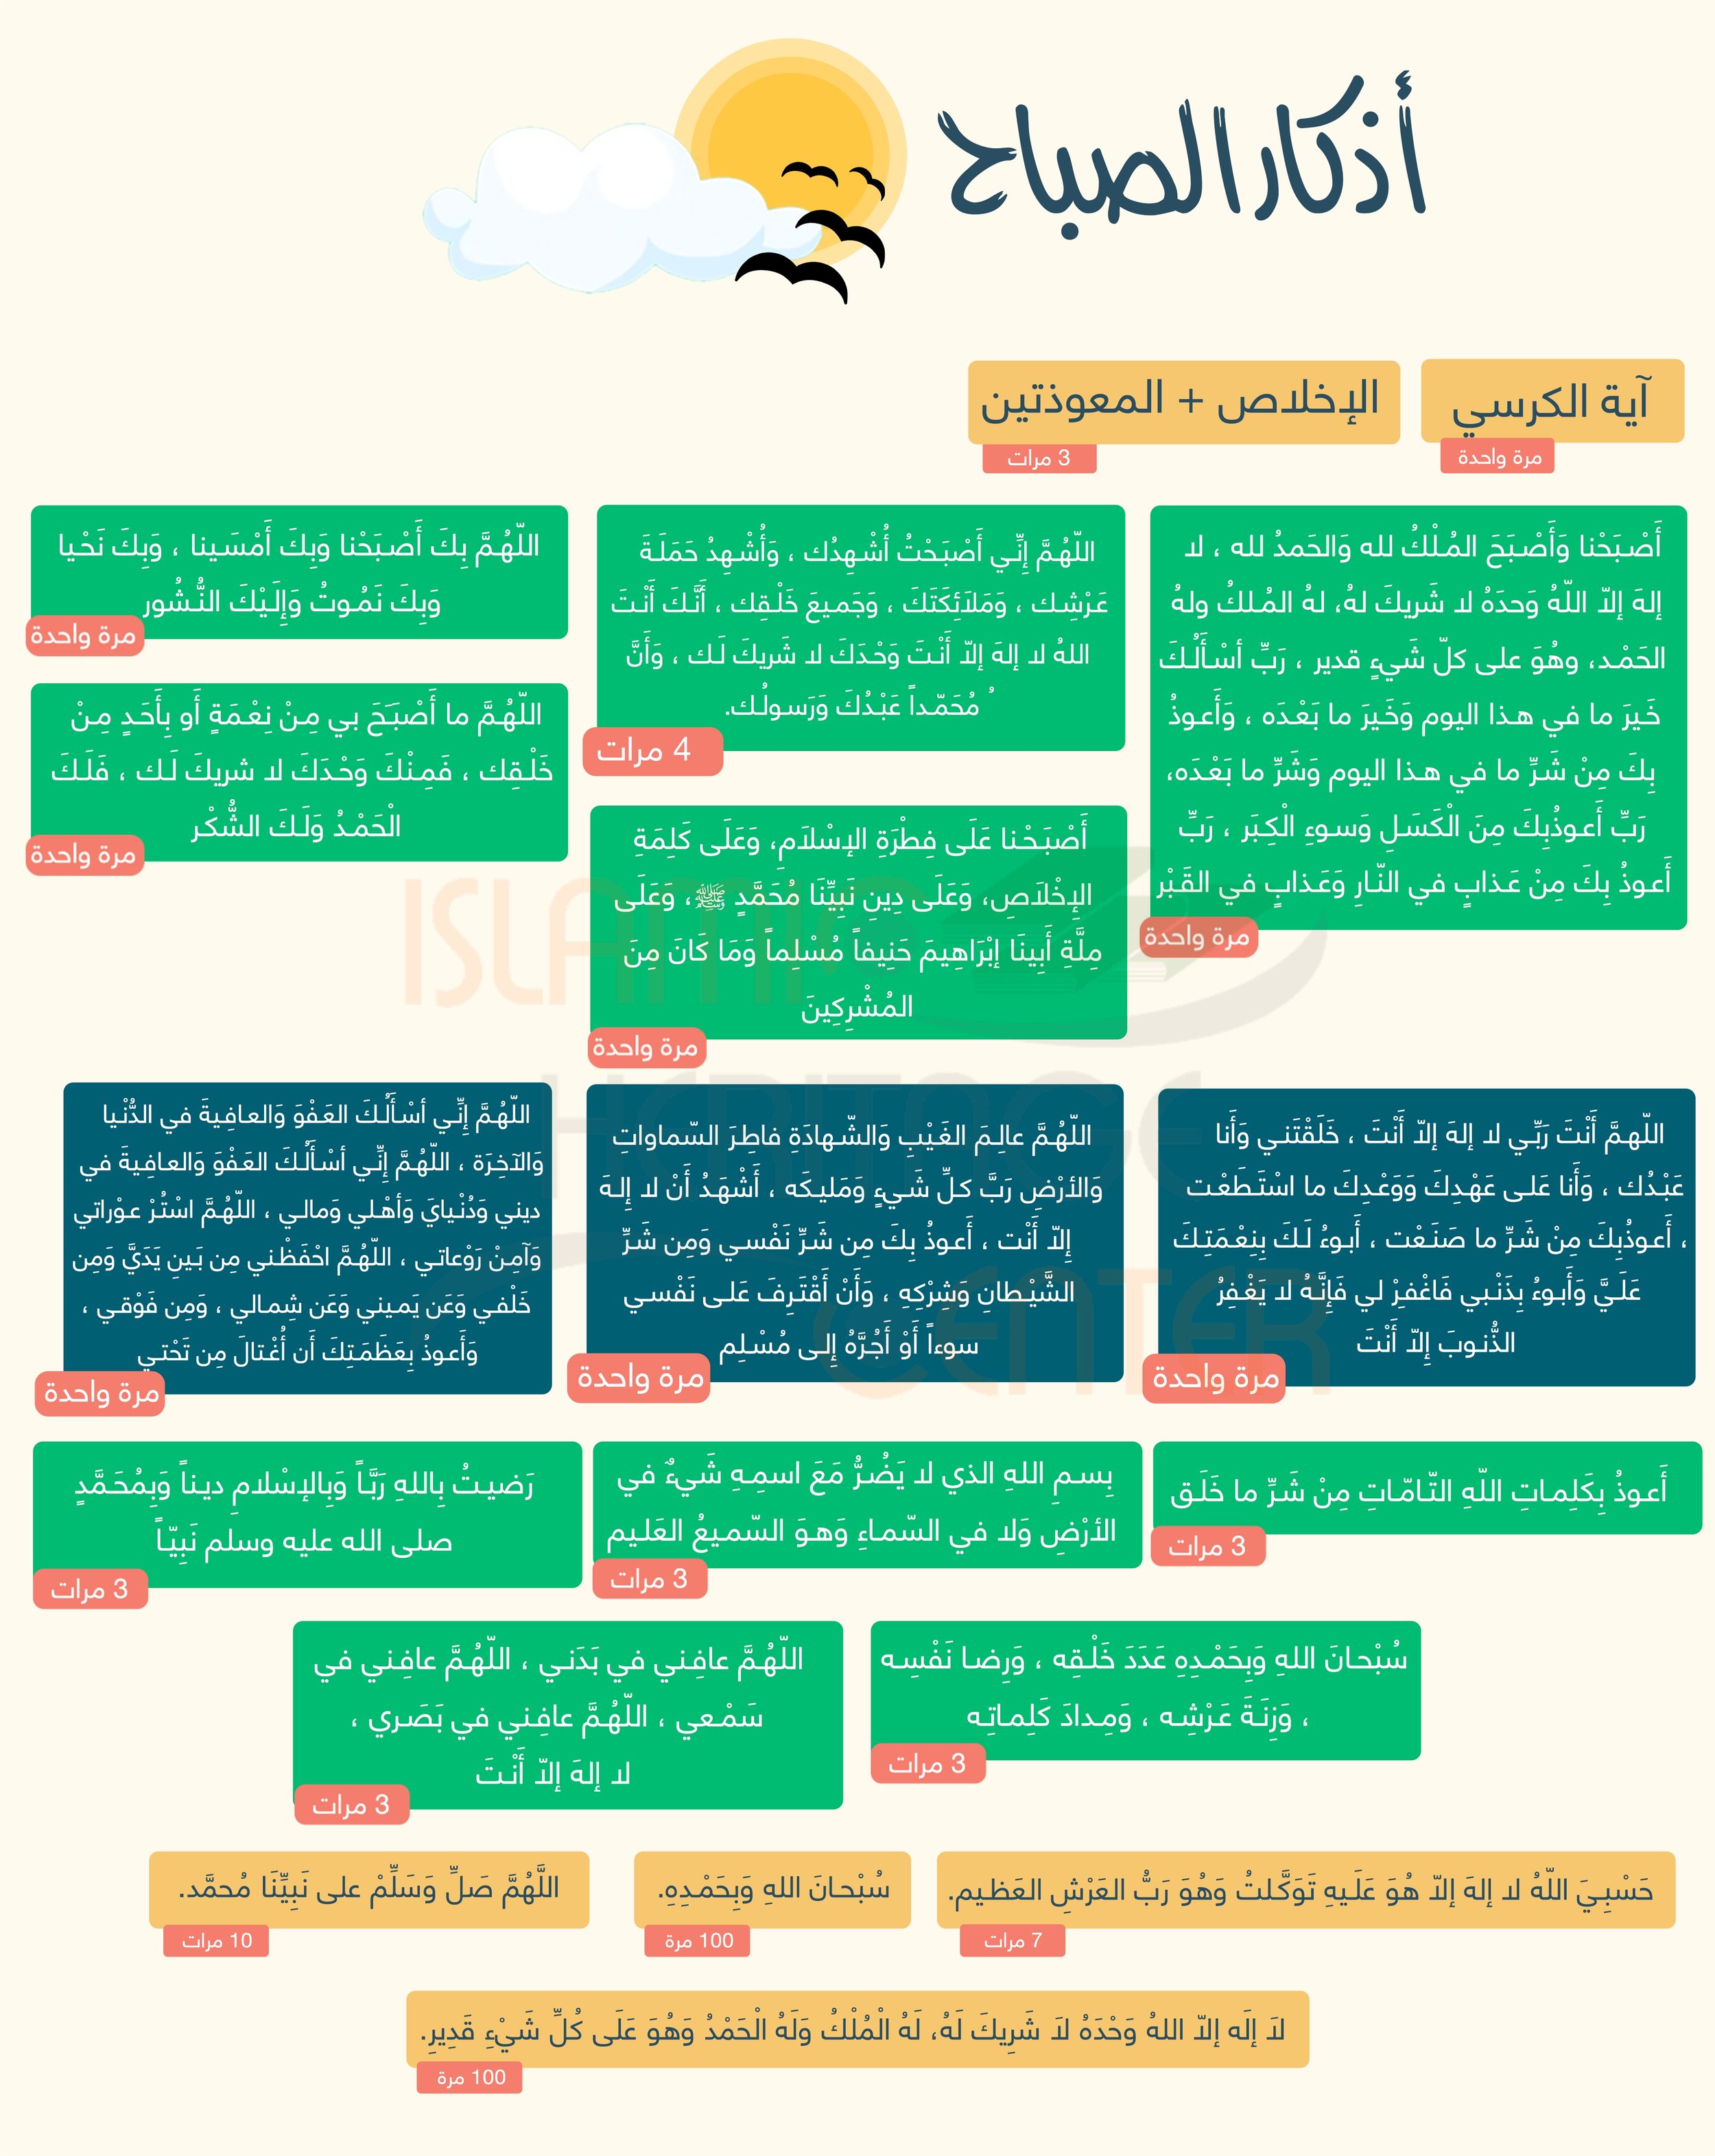 أذكار الصباح
آية الكرسي
مرة واحدة
الإخلاص + المعوذتين
3 مرات
أَصْبَحْنا وَأَصْبَحَ المُلْكُ لله وَالحَمدُ لله ، لا
إلهَ إلاّ اللّهُ وَحدَهُ لا شَريكَ لهُ، لهُ المُلكُ ولهُ
الحَمْد، وهُوَ على كلّ شَيءٍ قدير ، رَبِّ أسْأَلُكَ
خَيرَ ما في هذا اليوم وَخَيرَ ما بَعْدَه ، وَأَعوذُ
بِكَ مِنْ شَرِّ ما في هذا اليوم وَشَرِّ ما بَعْدَه،
رَبِّ أَعوذُبِكَ مِنَ الْكَسَلِ وَسوءِ الْكِبَر ، رَبِّ
أَعوذُ بِكَ مِنْ عَذابٍ في النّارِ وَعَذابٍ في القَبْر
مرة واحدة
اللّهُمَّ إِنِّي أَصْبَحْتُ أُشْهِدُك ، وَأُشْهِدُ حَمَلَةَ
عَرْشِك ، وَمَلَائِكَتَكَ ، وَجَميعَ خَلْقِك ، أَنَّكَ أَنْتَ
اللهُ لا إلهَ إلاّ أَنْتَ وَحْدَكَ لا شَريكَ لَك ، وَأَنَّ
ُ مُحَمّداً عَبْدُكَ وَرَسولُك.
4 مرات
اللّهُمَّ بِكَ أَصْبَحْنا وَبِكَ أَمْسَينا ، وَبِكَ نَحْيا
وَبِكَ نَمُوتُ وَإِلَيْكَ النُّشُور
مرة واحدة
اللّهُمَّ ما أَصْبَحَ بي مِنْ نِعْمَةٍ أَو بِأَحَدٍ مِنْ
خَلْقِك ، فَمِنْكَ وَحْدَكَ لا شريكَ لَك ، فَلَكَ
الْحَمْدُ وَلَكَ الشُّكْر
مرة واحدة
أَصْبَحْنا عَلَى فِطْرَةِ الإسْلَامِ، وَعَلَى كَلِمَةِ
الإِخْلَاصِ، وَعَلَى دِينِ نَبِيِّنَا مُحَمَّدٍ ﷺ، وَعَلَى
مِلَّةِ أَبِينَا إبْرَاهِيمَ حَنِيفاً مُسْلِماً وَمَا كَانَ مِنَ
المُشْرِكِينَ
مرة واحدة
ISLAMIC
HERITAGE
CENTER
اللّهمَّ أَنْتَ رَبِّي لا إلهَ إلاّ أَنْتَ ، خَلَقْتَني وَأَنا
عَبْدُك ، وَأَنا عَلى عَهْدِكَ وَوَعْدِكَ ما اسْتَطَعْت
، أَعوذُبِكَ مِنْ شَرِّ ما صَنَعْت ، أَبوءُ لَكَ بِنِعْمَتِكَ
عَلَيَّ وَأَبوءُ بِذَنْبي فَاغْفِرْ لي فَإِنَّهُ لا يَغْفِرُ
الذُّنوبَ إِلاّ أَنْتَ
مرة واحدة
اللّهُمَّ عالِمَ الغَيْبِ وَالشّهادَةِ فاطِرَ السّماواتِ
وَالأرْضِ رَبَّ كلِّ شَيءٍ وَمَليكَه ، أَشْهَدُ أَنْ لا إِلهَ
إِلاّ أَنْت ، أَعوذُ بِكَ مِن شَرِّ نَفْسي وَمِن شَرِّ
الشَّيْطانِ وَشِرْكِهِ ، وَأَنْ أَقْتَرِفَ عَلى نَفْسي
سوءاً أَوْ أَجُرَّهُ إِلى مُسْلِم
مرة واحدة
اللّهُمَّ إِنِّي أسْأَلُكَ العَفْوَ وَالعافِيةَ في الدُّنْيا
وَالآخِرَة ، اللّهُمَّ إِنِّي أسْأَلُكَ العَفْوَ وَالعافِيةَ في
ديني وَدُنْيايَ وَأهْلي وَمالي ، اللّهُمَّ اسْتُرْ عوْراتي
وَآمِنْ رَوْعاتي ، اللّهُمَّ احْفَظْني مِن بَينِ يَدَيَّ وَمِن
خَلْفي وَعَن يَميني وَعَن شِمالي ، وَمِن فَوْقي ،
وَأَعوذُ بِعَظَمَتِكَ أَن أُغْتالَ مِن تَحْتي
مرة واحدة
أَعوذُ بِكَلِماتِ اللّهِ التّامّاتِ مِنْ شَرِّ ما خَلَق
3 مرات
بِسمِ اللهِ الذي لا يَضُرُّ مَعَ اسمِهِ شَيءٌ في
الأرْضِ وَلا في السّماءِ وَهوَ السّميعُ العَليم
3 مرات
رَضيتُ بِاللهِ رَبَّاً وَبِالإسْلامِ ديناً وَبِمُحَمَّدٍ
صلى الله عليه وسلم نَبِيّاً
3 مرات
سُبْحانَ اللهِ وَبِحَمْدِهِ عَدَدَ خَلْقِه ، وَرِضا نَفْسِه
، وَزِنَةَ عَرْشِه ، وَمِدادَ كَلِماتِه
3 مرات
اللّهُمَّ عافِني في بَدَني ، اللّهُمَّ عافِني في
سَمْعي ، اللّهُمَّ عافِني في بَصَري ،
لا إلهَ إلاّ أَنْتَ
3 مرات
حَسْبِيَ اللّهُ لا إلهَ إلاّ هُوَ عَلَيهِ تَوَكَّلتُ وَهُوَ رَبُّ العَرْشِ العَظيم.
7 مرات
سُبْحانَ اللهِ وَبِحَمْدِهِ.
100 مرة
اللَّهُمَّ صَلِّ وَسَلِّمْ على نَبِيِّنَا مُحمَّد.
10 مرات
لاَ إلَه إلاّ اللهُ وَحْدَهُ لاَ شَرِيكَ لَهُ، لَهُ الْمُلْكُ وَلَهُ الْحَمْدُ وَهُوَ عَلَى كُلِّ شَيْءِ قَدِيرِ.
100 مرة